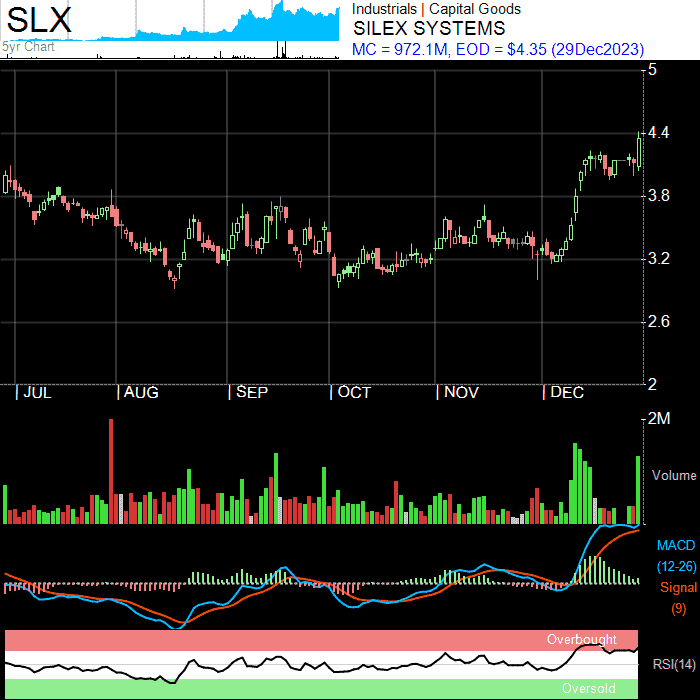 SLX
5yr Chart
Industrials | Capital Goods
SILEX SYSTEMS
MC = 972.1M, EOD = $4.35 (29Dec2023)
5
4.4
3.8
3.2
2.6
2
JUL AUG SEP OCT NOV DEC
2M
Volume
MACD
(12-26)
Signal
(9)
Overbought
RSI(14)
Oversold